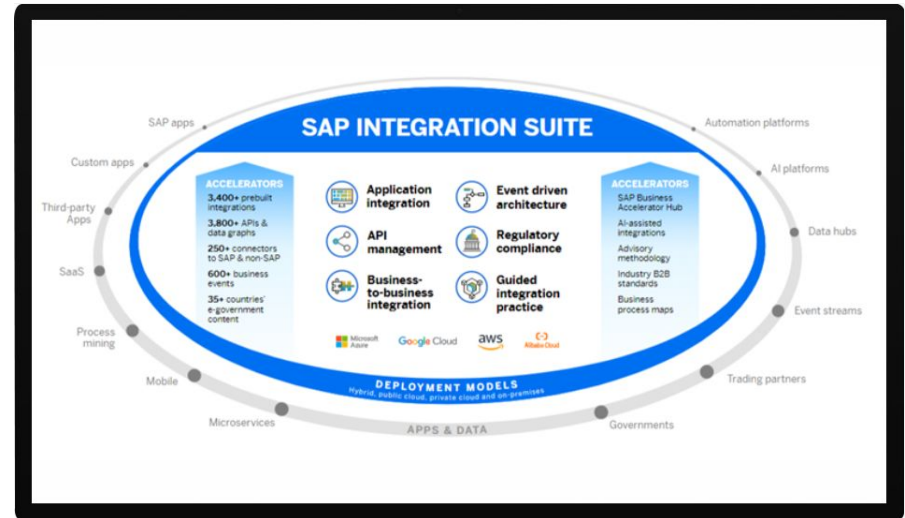 SAP INTEGRATION SUITE
SAP apps
Custom apps
Third-party
Apps
SaaS
Process
mining
Mobile
Microservices
ACCELERATORS
3,400+ prebuilt
integrations
3,800+ APIs &
data graphs
250+ connectors
to SAP & non-SAP
600+ business
events
35+ countries'
e-government
content
Application
integration
API
management
Business-
to-business
integration
Event driven
architecture
Regulatory
compliance
Guided
integration
practice
Microsoft
Azure
Google Cloud
aws
Alibaba Cloud
ACCELERATORS
SAP Business
Accelerator Hub
AI-assisted
integrations
Advisory
methodology
Industry B2B
standards
Business
process maps
Automation platforms
AI platforms
Data hubs
Event streams
Trading partners
Governments
DEPLOYMENT MODELS
Hybrid, public cloud, private cloud and on-premises
APPS & DATA